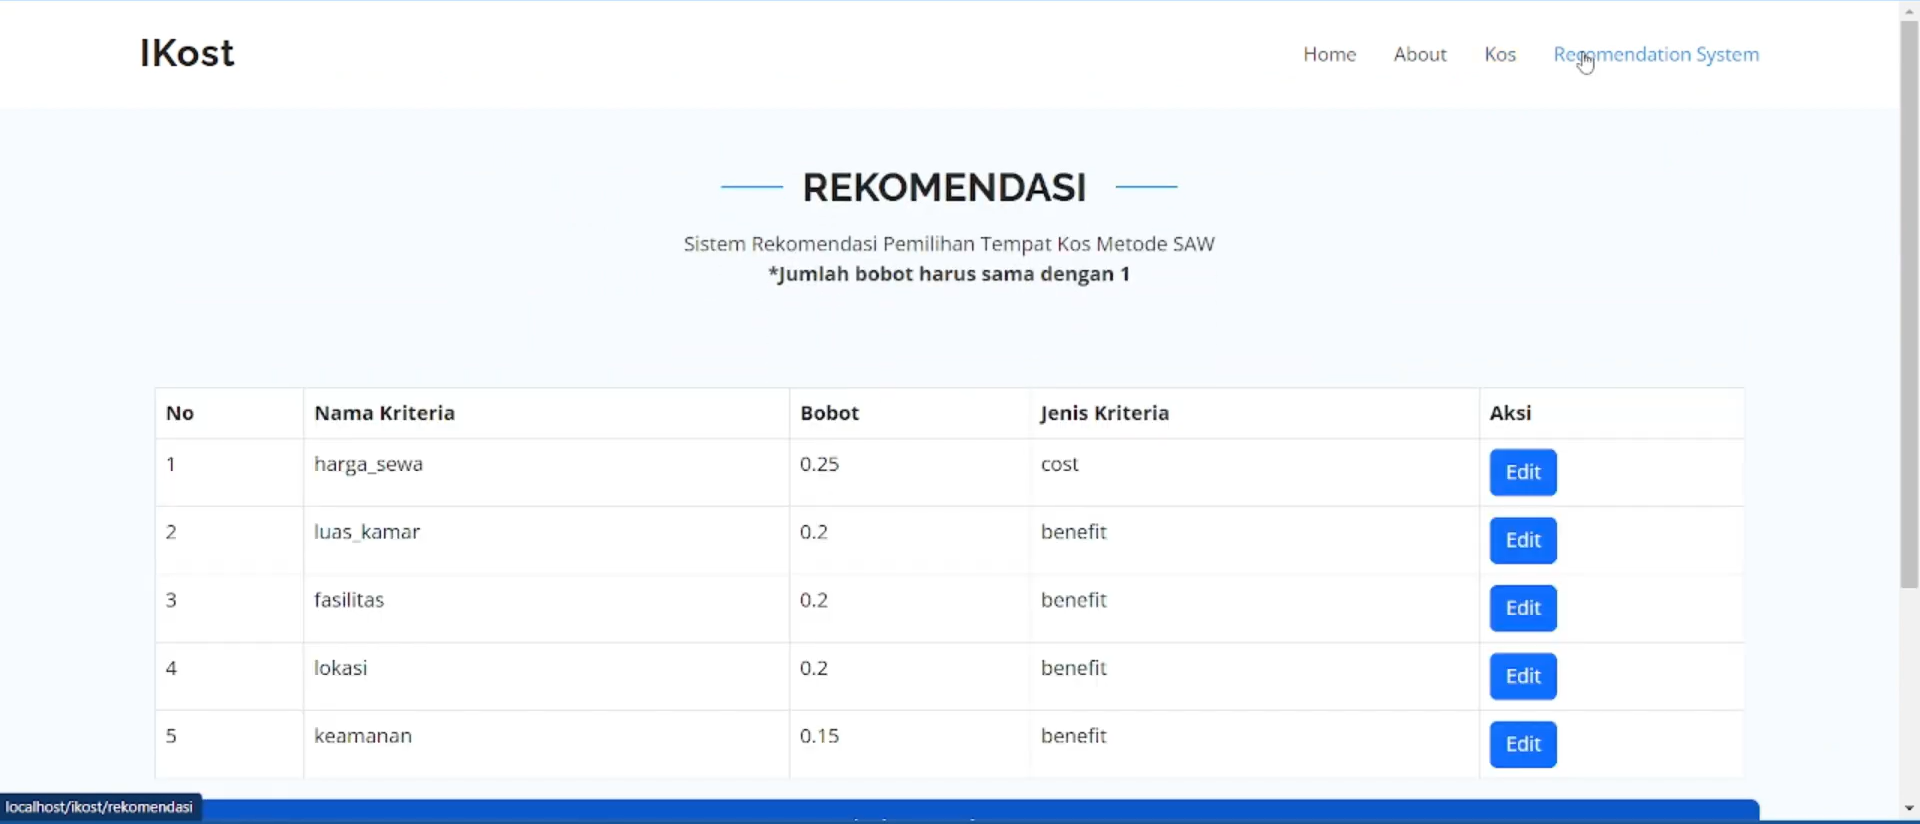 IKost
Home About Kos Recomendation System
REKOMENDASI
Sistem Rekomendasi Pemilihan Tempat Kos Metode SAW
*Jumlah bobot harus sama dengan 1
No Nama Kriteria Bobot Jenis Kriteria Aksi
1 harga_sewa 0.25 cost Edit
2 luas_kamar 0.2 benefit Edit
3 fasilitas 0.2 benefit Edit
4 lokasi 0.2 benefit Edit
5 keamanan 0.15 benefit Edit
localhost/ikost/rekomendasi